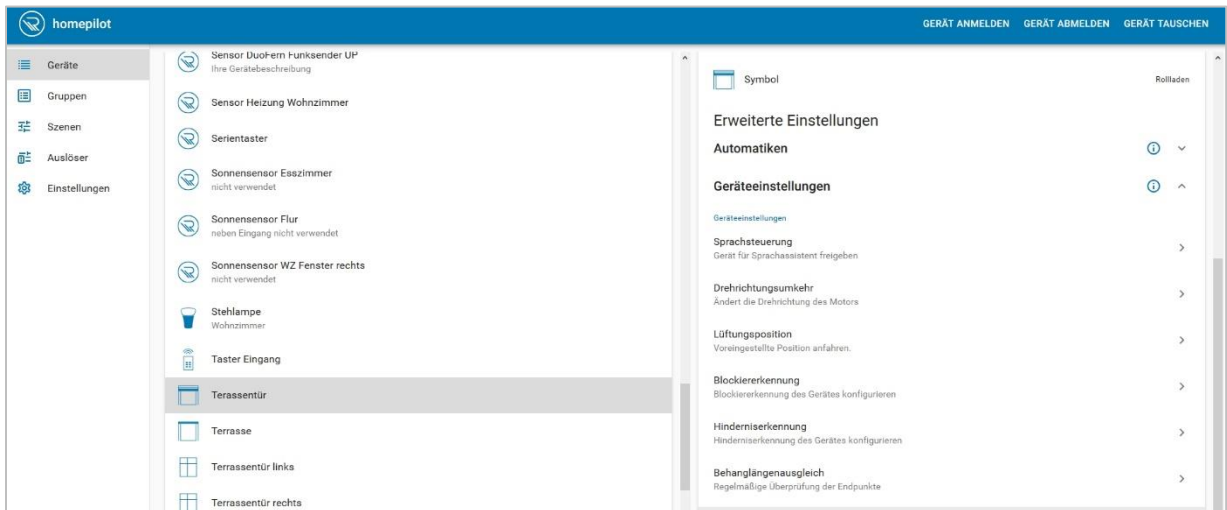 homepilot
GERÄT ANMELDEN GERÄT ABMELDEN GERÄT TAUSCHEN
Geräte
Gruppen
Szenen
Auslöser
Einstellungen
Sensor DuoFern Funksender UP
Ihre Gerätebeschreibung
Sensor Heizung Wohnzimmer
Serientaster
Sonnensensor Esszimmer
nicht verwendet
Sonnensensor Flur
neben Eingang nicht verwendet
Sonnensensor WZ Fenster rechts
nicht verwendet
Stehlampe
Wohnzimmer
Taster Eingang
Terassentür
Terrasse
Terrassentür links
Terrassentür rechts
Symbol Rollladen
Erweiterte Einstellungen
Automatiken
Geräteeinstellungen
Geräteeinstellungen
Sprachsteuerung
Gerät für Sprachassistent freigeben
Drehrichtungsumkehr
Ändert die Drehrichtung des Motors
Lüftungsposition
Voreingestellte Position anfahren.
Blockiererkennung
Blockiererkennung des Gerätes konfigurieren
Hinderniserkennung
Hinderniserkennung des Gerätes konfigurieren
Behanglängenausgleich
Regelmäßige Überprüfung der Endpunkte